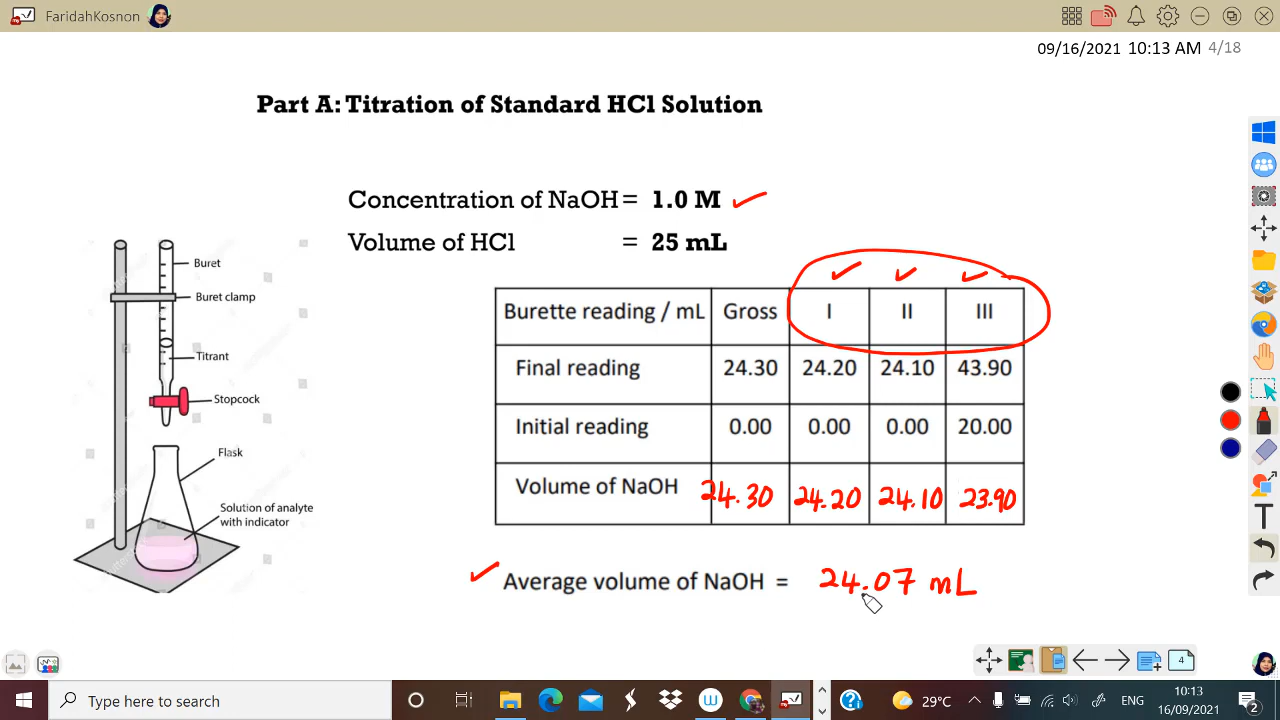 FaridahKosnon
09/16/2021 10:13 AM 4/18
Part A: Titration of Standard HCl Solution
Concentration of NaOH = 1.0 M
Volume of HCl = 25 mL
Buret
Buret clamp
Titrant
Stopcock
Flask
Solution of analyte
with indicator
Burette reading / mL Gross I II III
Final reading 24.30 24.20 24.10 43.90
Initial reading 0.00 0.00 0.00 20.00
Volume of NaOH 24.30 24.20 24.10 23.90
Average volume of NaOH = 24.07 mL
T
4
Type here to search
W
29°C
ENG
10:13
16/09/2021
2